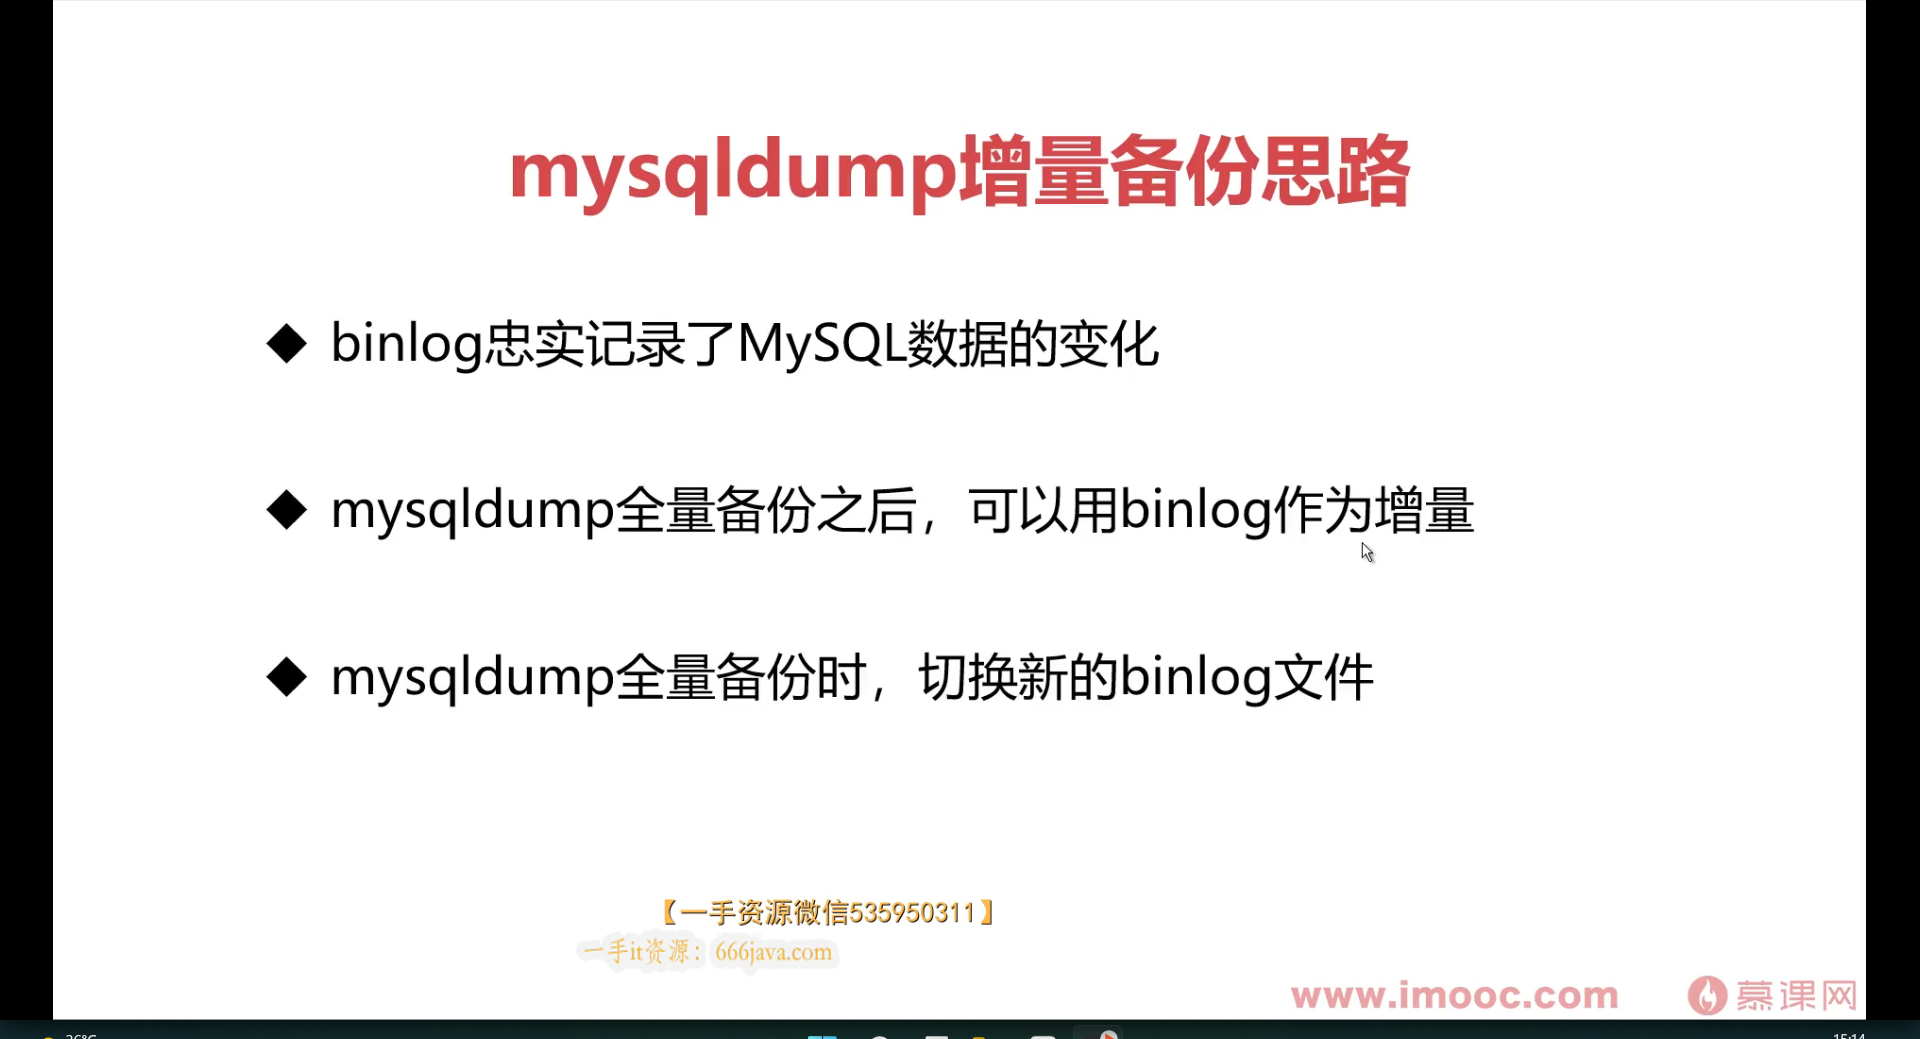 mysqldump增量备份思路
◆ binlog忠实记录了MySQL数据的变化
◆ mysqldump全量备份之后，可以用binlog作为增量
◆ mysqldump全量备份时，切换新的binlog文件
【一手资源微信535950311】
一手it资源：666java.com
www.imooc.com 慕课网